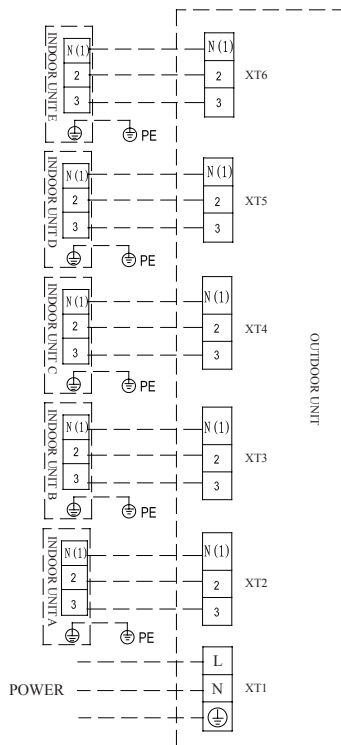 INDOOR UNIT E
N (1)
2
3
PE
N (1)
2
3
XT6
INDOOR UNIT D
N (1)
2
3
PE
N (1)
2
3
XT5
INDOOR UNIT C
N (1)
2
3
PE
N (1)
2
3
XT4
OUTDOOR UNIT
INDOOR UNIT B
N (1)
2
3
PE
N (1)
2
3
XT3
INDOOR UNIT A
N (1)
2
3
PE
N (1)
2
3
XT2
POWER
L
N
XT1